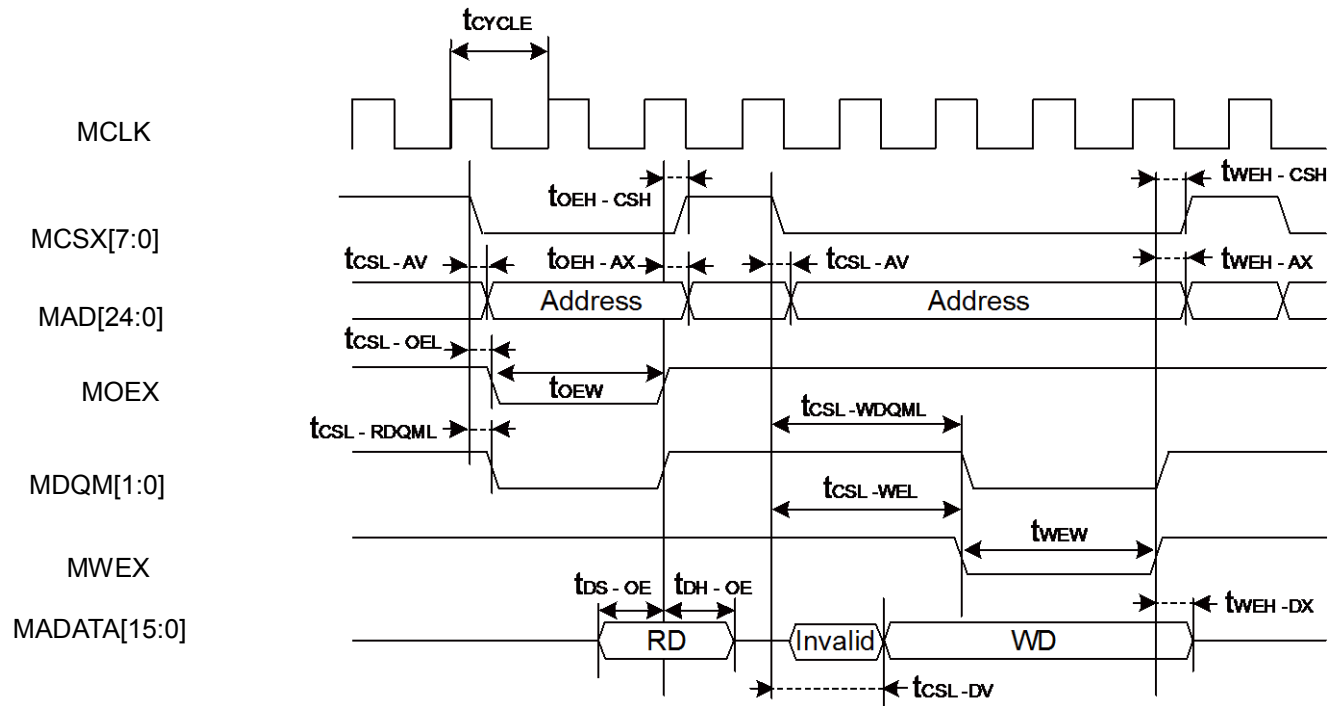 tCYCLE
MCLK
tOEH - CSH
tWEH - CSH
MCSX[7:0]
tCSL - AV
tOEH - AX
tCSL - AV
tWEH - AX
MAD[24:0]
Address
Address
tCSL - OEL
MOEX
tOEW
tCSL -WDQML
tCSL - RDQML
MDQM[1:0]
tCSL -WEL
tWEW
MWEX
tDS - OE
tDH - OE
tWEH -DX
MADATA[15:0]
RD
Invalid
WD
tCSL -DV